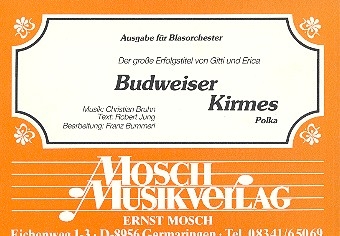 Ausgabe für Blasorchester
Der große Erfolgstitel von Gitti und Erica
Budweiser
Kirmes
Polka
Musik: Christian Bruhn
Text: Robert Jung
Bearbeitung: Franz Bummerl
MOSCH
MUSIKVERLAG
ERNST MOSCH
Eichenweg 1-3 · D-8956 Germaringen · Tel. 08341/65069